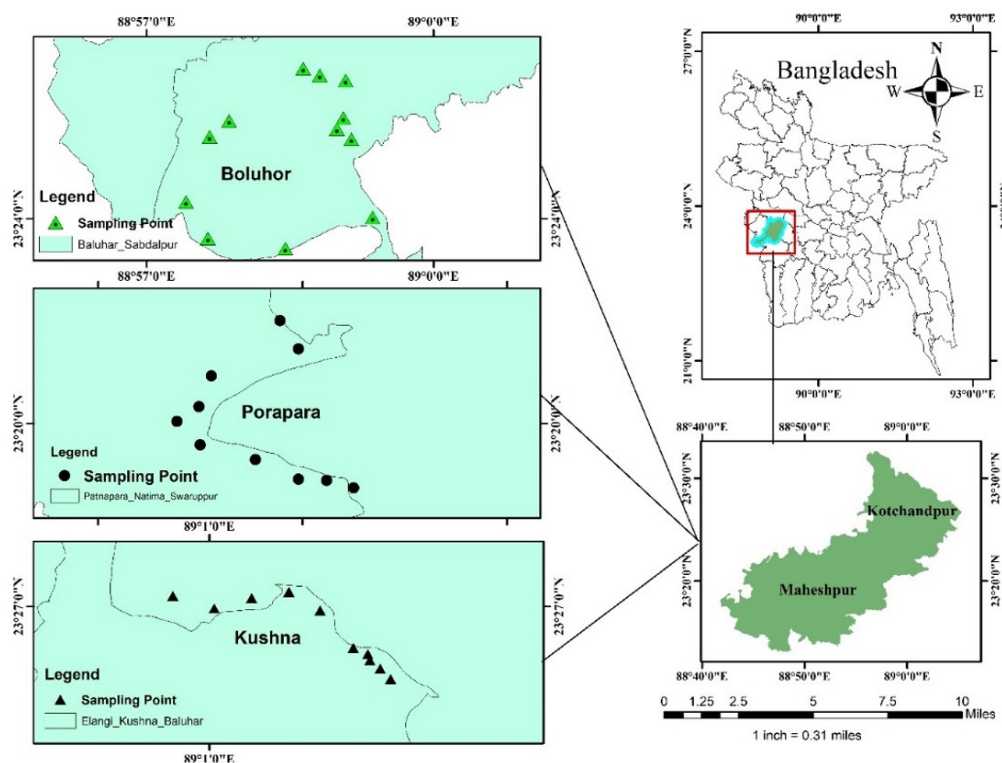 88°57'0"E
89°0'0"E
23°24'0"N
Boluhor
Legend
Sampling Point
Baluhar_Sabdalpur
23°24'0"N
88°57'0"E
89°0'0"E
23°20'0"N
Porapara
Legend
Sampling Point
Patnapara_Natima_Swaruppur
23°20'0"N
89°1'0"E
23°27'0"N
Kushna
Legend
Sampling Point
Elangi_Kushna_Baluhar
23°27'0"N
89°1'0"E
90°0'0"E
93°0'0"E
27°0'0"N
Bangladesh
N
W
E
S
24°0'0"N
21°0'0"N
90°0'0"E
93°0'0"E
88°40'0"E
88°50'0"E
89°0'0"E
23°30'0"N
23°30'0"N
Kotchandpur
23°20'0"N
Maheshpur
23°20'0"N
88°40'0"E
88°50'0"E
89°0'0"E
0 1.25 2.5 5 7.5 10
Miles
1 inch = 0.31 miles